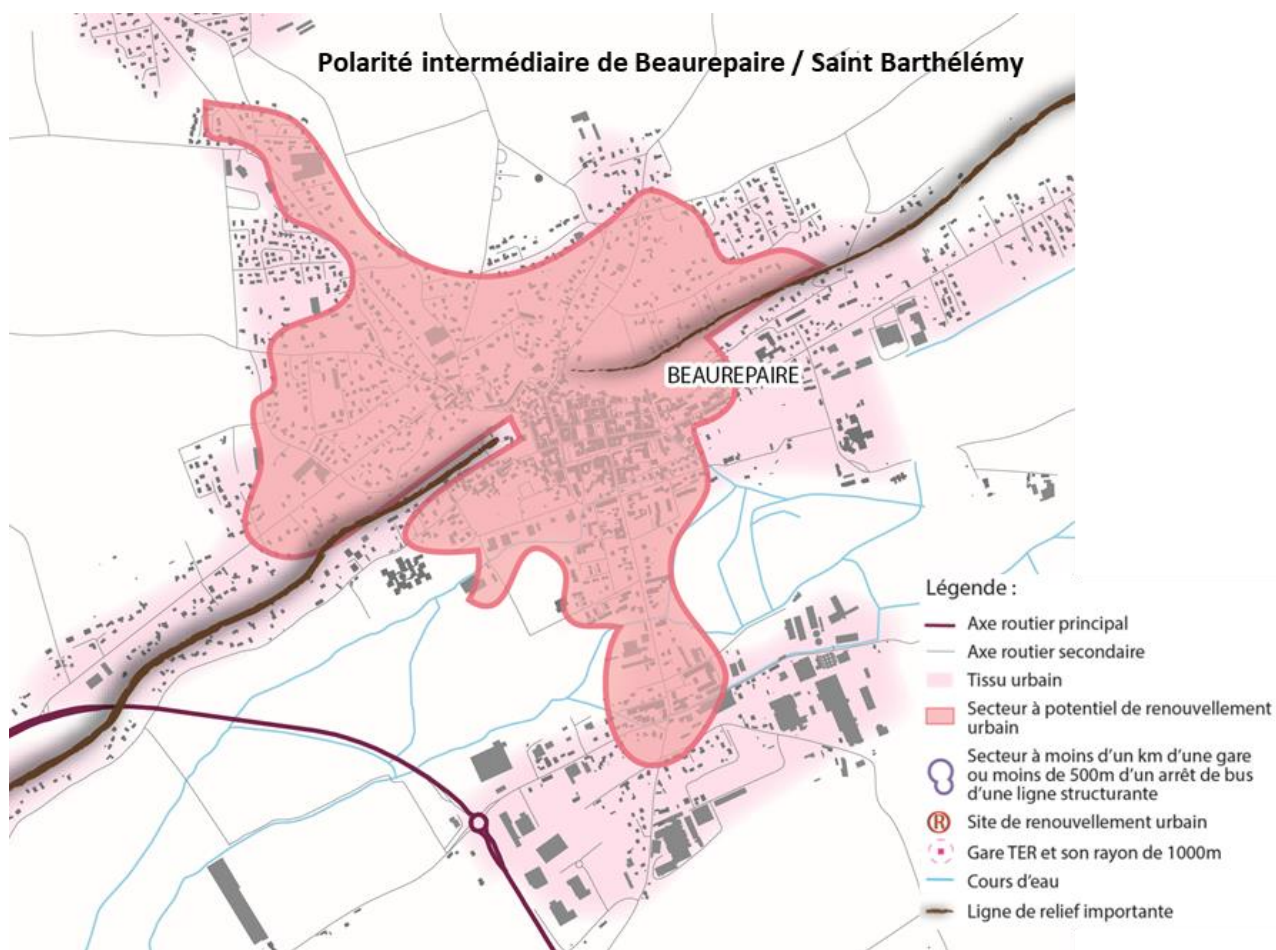 Polarité intermédiaire de Beaurepaire / Saint Barthélémy
BEAUREPAIRE
Légende :
Axe routier principal
Axe routier secondaire
Tissu urbain
Secteur à potentiel de renouvellement
urbain
Secteur à moins d'un km d'une gare
ou moins de 500m d'un arrêt de bus
d'une ligne structurante
R
Site de renouvellement urbain
Gare TER et son rayon de 1000m
Cours d'eau
Ligne de relief importante